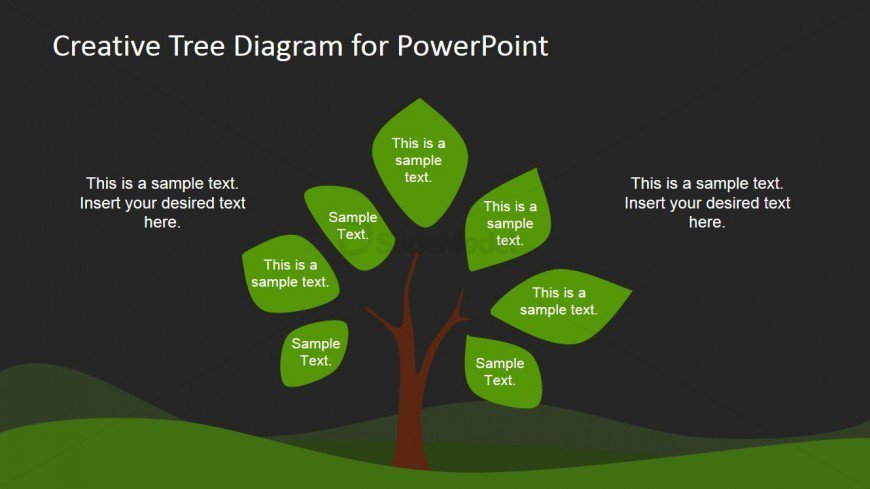 Creative Tree Diagram for PowerPoint
This is a
sample
text.
This is a sample text.
Insert your desired text
here.
This is a sample text.
Insert your desired text
here.
Sample
Text.
This is a
sample
text.
This is a
sample text.
This is a
sample text.
Sample
Text.
Sample
Text.